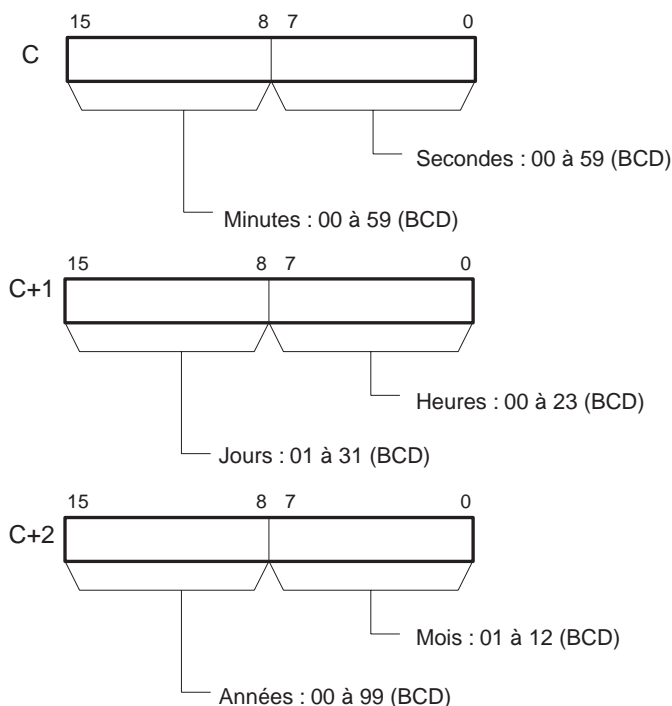 15 8 7 0
C
Secondes : 00 à 59 (BCD)
Minutes : 00 à 59 (BCD)
15 8 7 0
C+1
Heures : 00 à 23 (BCD)
Jours : 01 à 31 (BCD)
15 8 7 0
C+2
Mois : 01 à 12 (BCD)
Années : 00 à 99 (BCD)